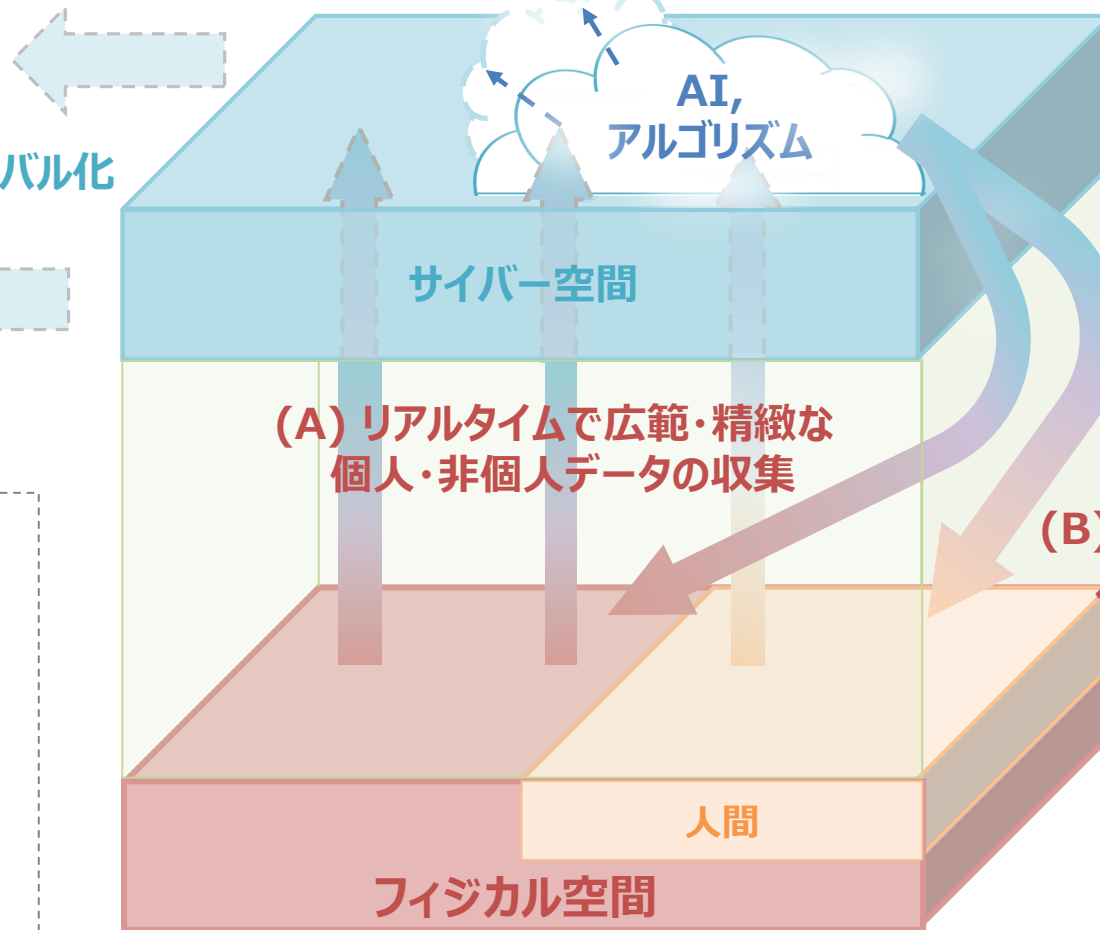 AI,
アルゴリズム
バル化
サイバー空間
(A) リアルタイムで広範・精緻な
個人・非個人データの収集
(B)
人間
フィジカル空間